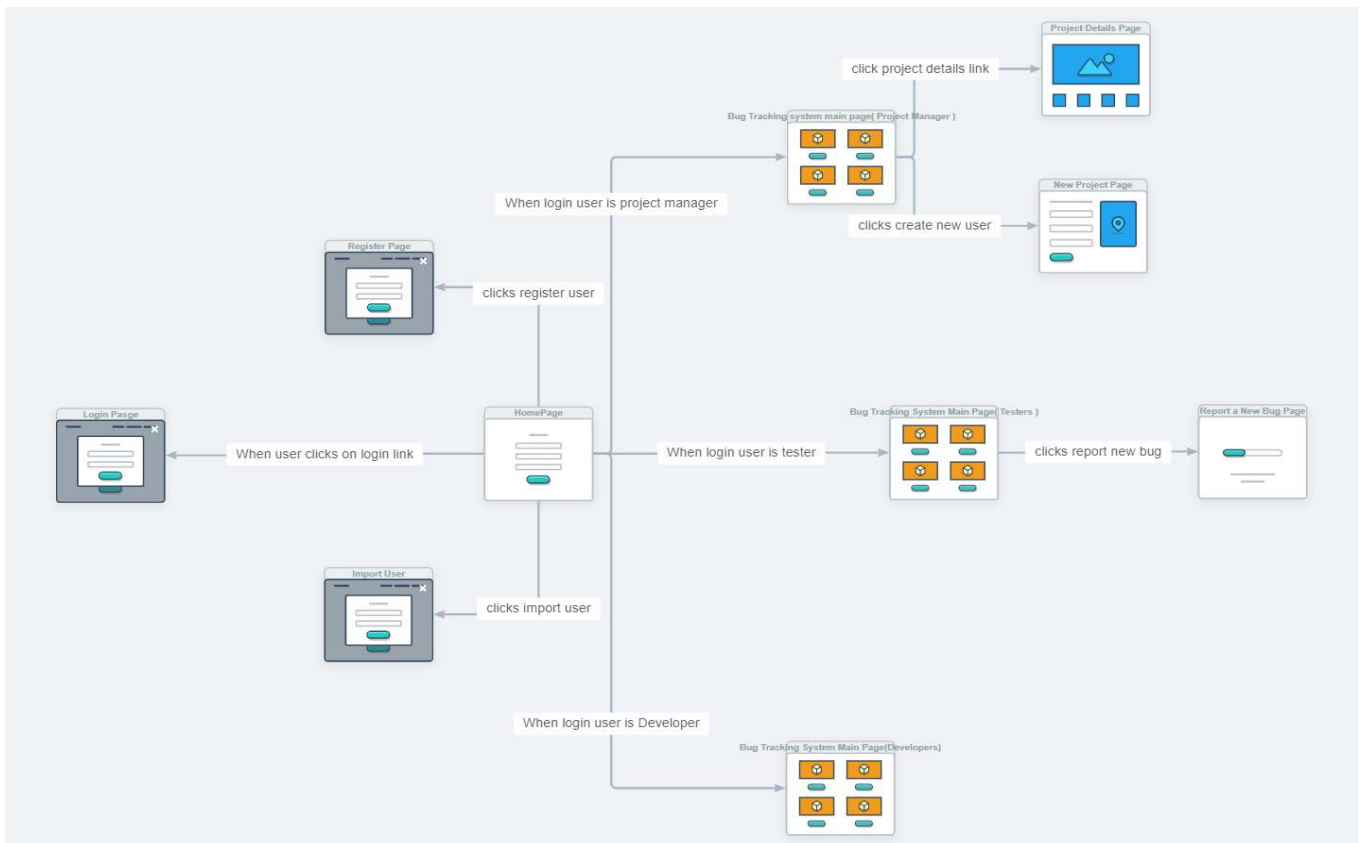 Project Details Page
click project details link
Bug Tracking system main page( Project Manager )
New Project Page
When login user is project manager
clicks create new user
Register Page
clicks register user
Login Pasge
HomePage
Bug Tracking System Main Page( Testers )
Report a New Bug Page
When user clicks on login link
When login user is tester
clicks report new bug
Import User
clicks import user
When login user is Developer
Bug Tracking System Main Page(Developers)